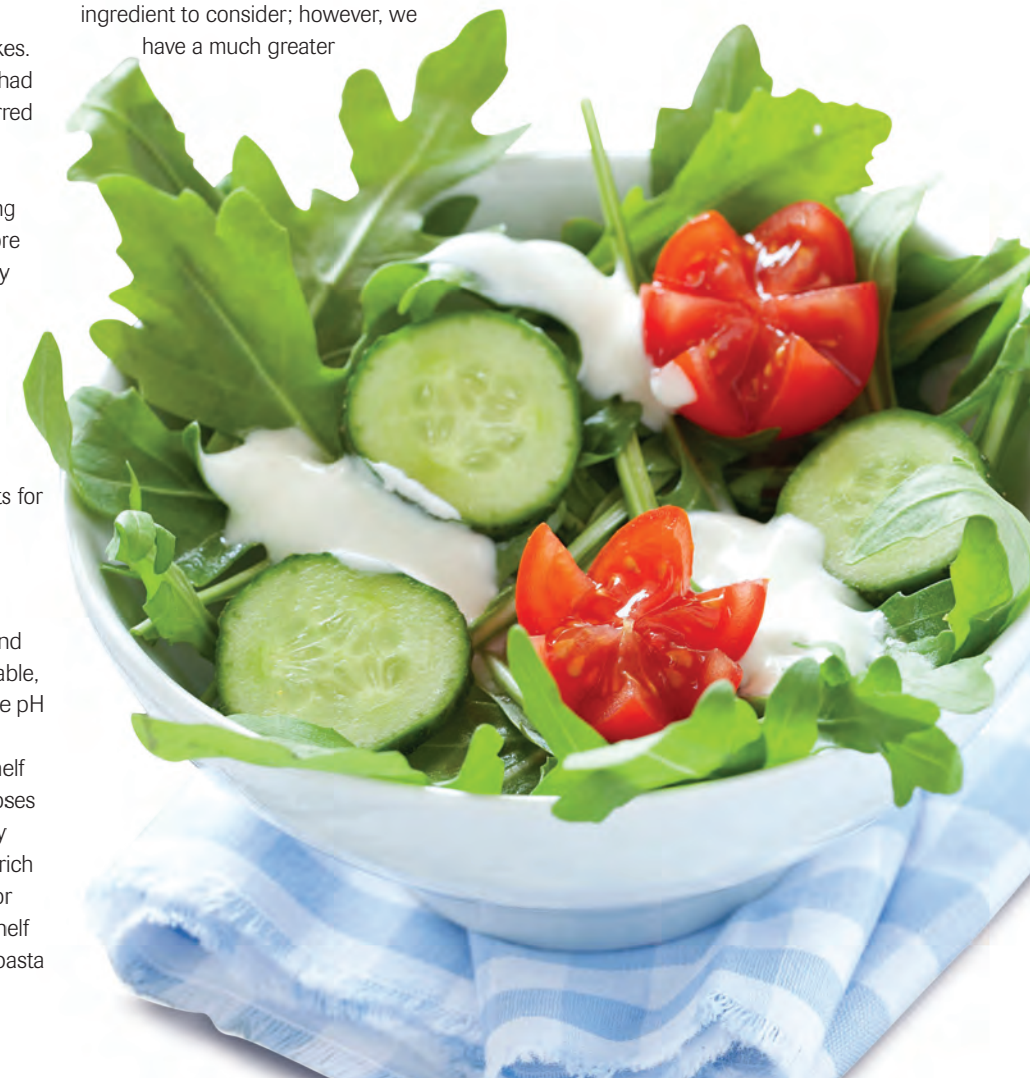 ingredient to consider; however, we
have a much greater
kes.
had
rred
ng
ore
y
ts for
nd
able,
e pH
elf
oses
y
rich
or
helf
pasta